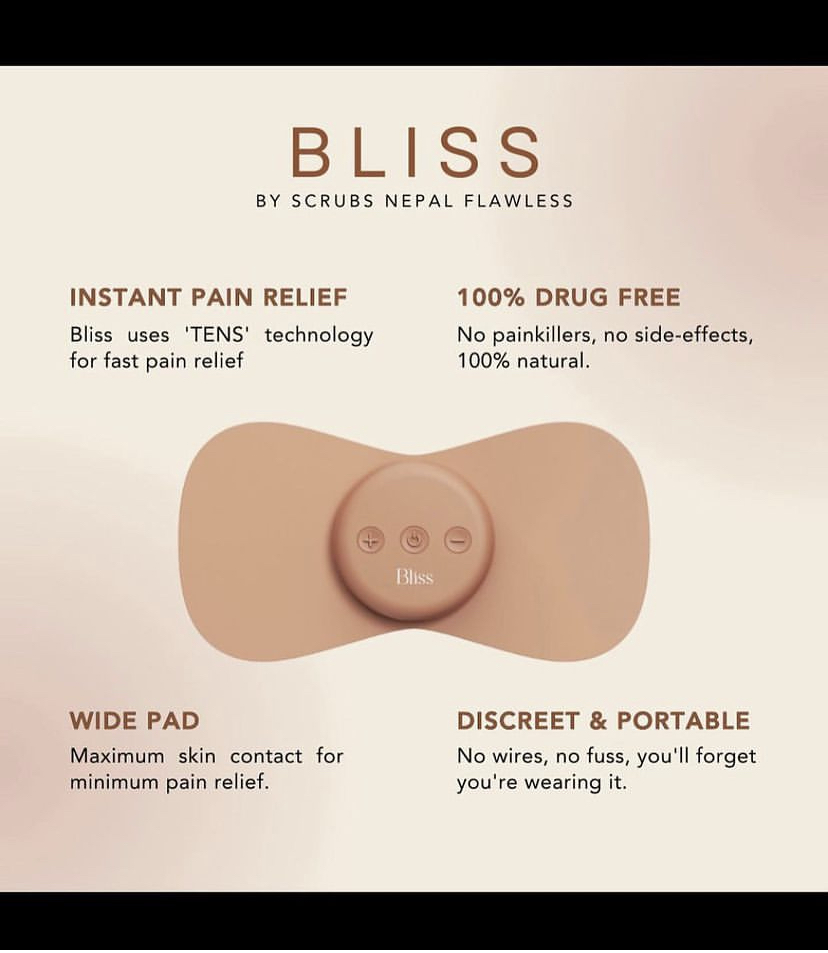 BLISS
BY SCRUBS NEPAL FLAWLESS
INSTANT PAIN RELIEF
Bliss uses 'TENS' technology
for fast pain relief
100% DRUG FREE
No painkillers, no side-effects,
100% natural.
Bliss
WIDE PAD
Maximum skin contact for
minimum pain relief.
DISCREET & PORTABLE
No wires, no fuss, you'll forget
you're wearing it.